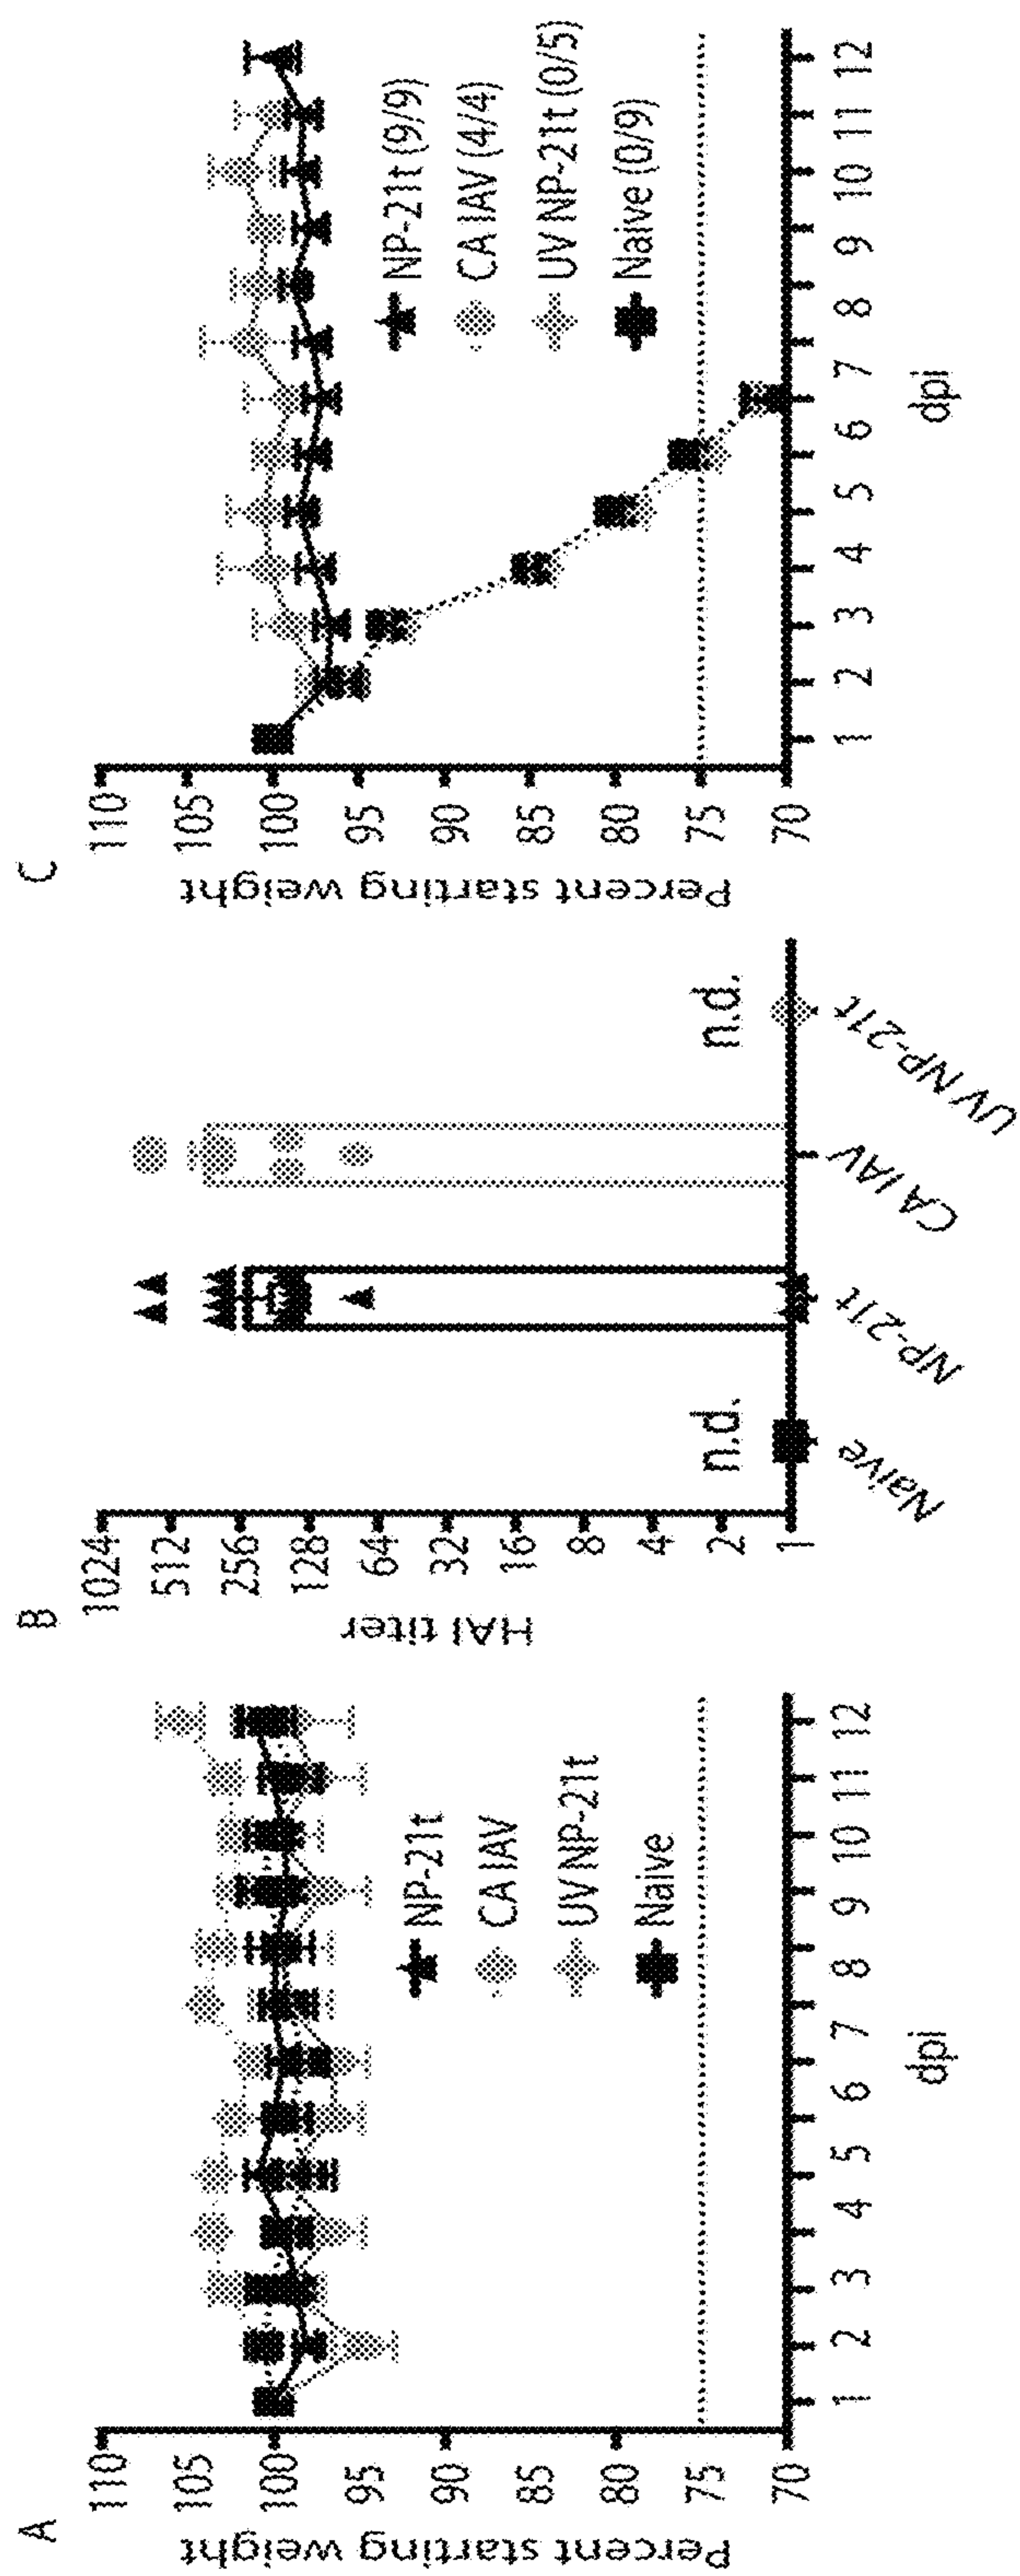 A
Percent starting weight
110
105
100
95
90
85
80
75
70
1 2 3 4 5 6 7 8 9 10 11 12
dpi
NP-21t
CA IAV
UV NP-21t
Naive
B
HAI titer
1024
512
256
128
64
32
16
8
4
2
1
n.d.
n.d.
Naive
NP-21t
CA IAV
UV NP-21t
C
Percent starting weight
110
105
100
95
90
85
80
75
70
1 2 3 4 5 6 7 8 9 10 11 12
dpi
NP-21t (9/9)
CA IAV (4/4)
UV NP-21t (0/5)
Naive (0/9)